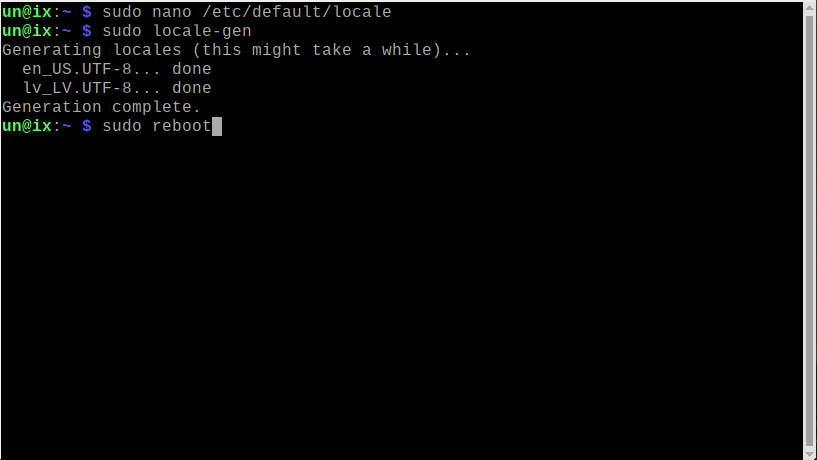 un@ix:~ $ sudo nano /etc/default/locale
un@ix:~ $ sudo locale-gen
Generating locales (this might take a while)...
  en_US.UTF-8... done
  lv_LV.UTF-8... done
Generation complete.
un@ix:~ $ sudo reboot